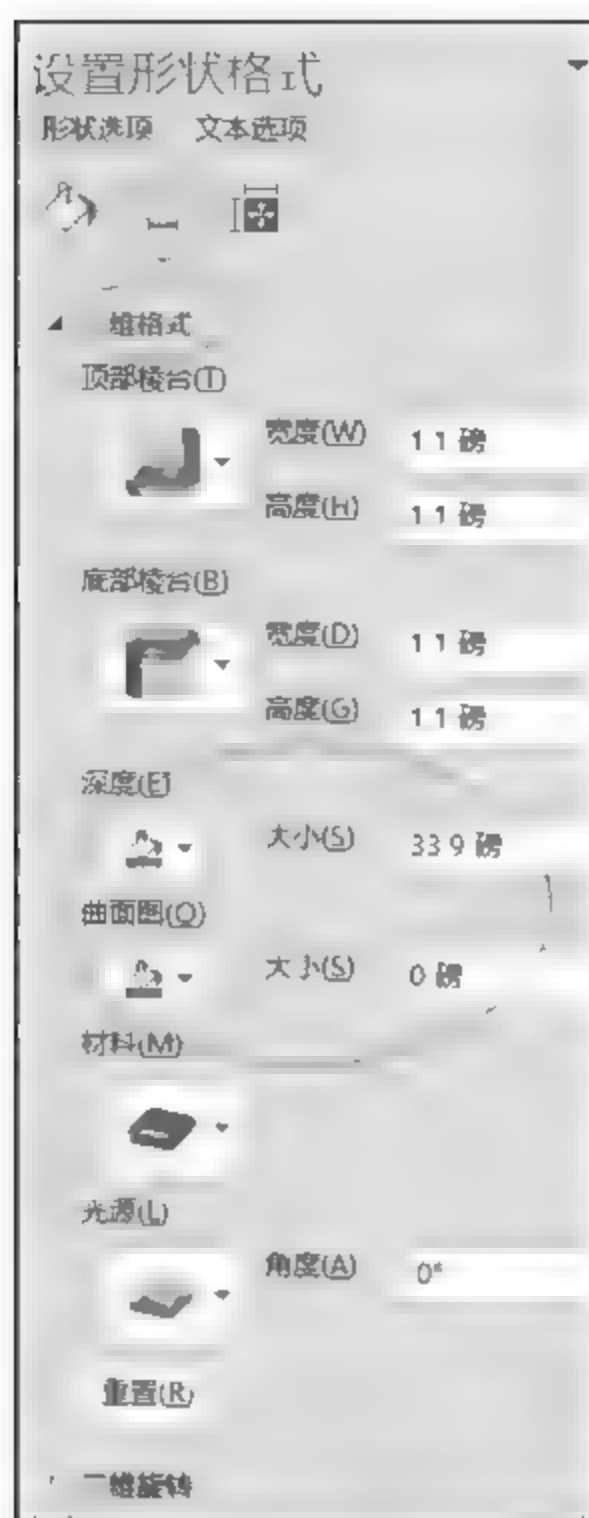 设置形状格式
形状选项 文本选项
维格式
顶部棱台(T)
宽度(W) 1 1 磅
高度(H) 1 1 磅
底部棱台(B)
宽度(D) 1 1 磅
高度(G) 1 1 磅
深度(E)
大小(S) 33 9 磅
曲面图(O)
大小(S) 0 磅
材料(M)
光源(L)
角度(A) 0°
重置(R)
维旋转